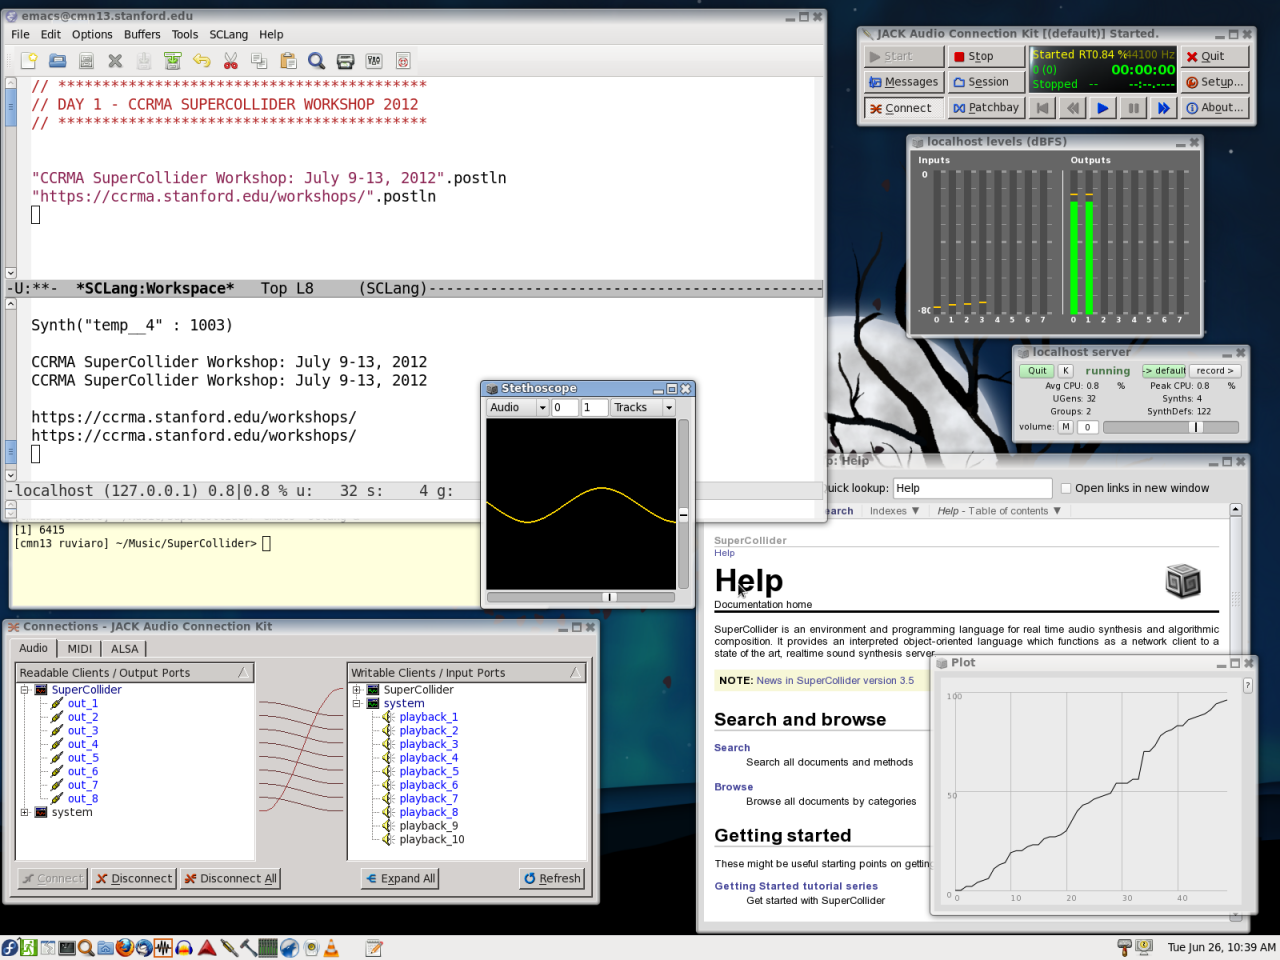 emacs@cmn13.stanford.edu
File Edit Options Buffers Tools SCLang Help
// ******************************************
// DAY 1 - CCRMA SUPERCOLLIDER WORKSHOP 2012
// ******************************************
"CCRMA SuperCollider Workshop: July 9-13, 2012".postln
"https://ccrma.stanford.edu/workshops/".postln
-U:**- *SCLang:Workspace* Top L8 (SCLang)
Synth("temp__4" : 1003)
CCRMA SuperCollider Workshop: July 9-13, 2012
CCRMA SuperCollider Workshop: July 9-13, 2012
https://ccrma.stanford.edu/workshops/
https://ccrma.stanford.edu/workshops/
-localhost (127.0.0.1) 0.8|0.8 % u: 32 s: 4 g:
[1] 6415
[cmn13 ruviaro] ~/Music/SuperCollider>
Stethoscope
Audio 0 1 Tracks
JACK Audio Connection Kit [(default)] Started.
Start Stop Started RT0.84 % 44100 Hz Quit
0 (0) 00:00:00
Messages Session Stopped -- --:--.---- Setup...
Connect Patchbay About...
localhost levels (dBFS)
Inputs Outputs
0
-80
0 1 2 3 4 5 6 7 0 1 2 3 4 5 6 7
localhost server
Quit K running -> default record >
Avg CPU: 0.8 % Peak CPU: 0.8 %
UGens: 32 Synths: 4
Groups: 2 SynthDefs: 122
volume: M 0
: Help
uick lookup: Help Open links in new window
earch Indexes ▼ Help - Table of contents ▼
SuperCollider
Help
Help
Documentation home
SuperCollider is an environment and programming language for real time audio synthesis and algorithmic
composition. It provides an interpreted object-oriented language which functions as a network client to a
state of the art, realtime sound synthesis server.
NOTE: News in SuperCollider version 3.5
Search and browse
Search
Search all documents and methods
Browse
Browse all documents by categories
Getting started
These might be useful starting points on gettin
Getting Started tutorial series
Get started with SuperCollider
Plot
?
100
50
0
0 10 20 30 40
Connections - JACK Audio Connection Kit
Audio MIDI ALSA
Readable Clients / Output Ports Writable Clients / Input Ports
SuperCollider
out_1
out_2
out_3
out_4
out_5
out_6
out_7
out_8
system
SuperCollider
system
playback_1
playback_2
playback_3
playback_4
playback_5
playback_6
playback_7
playback_8
playback_9
playback_10
Connect Disconnect Disconnect All Expand All Refresh
Tue Jun 26, 10:39 AM